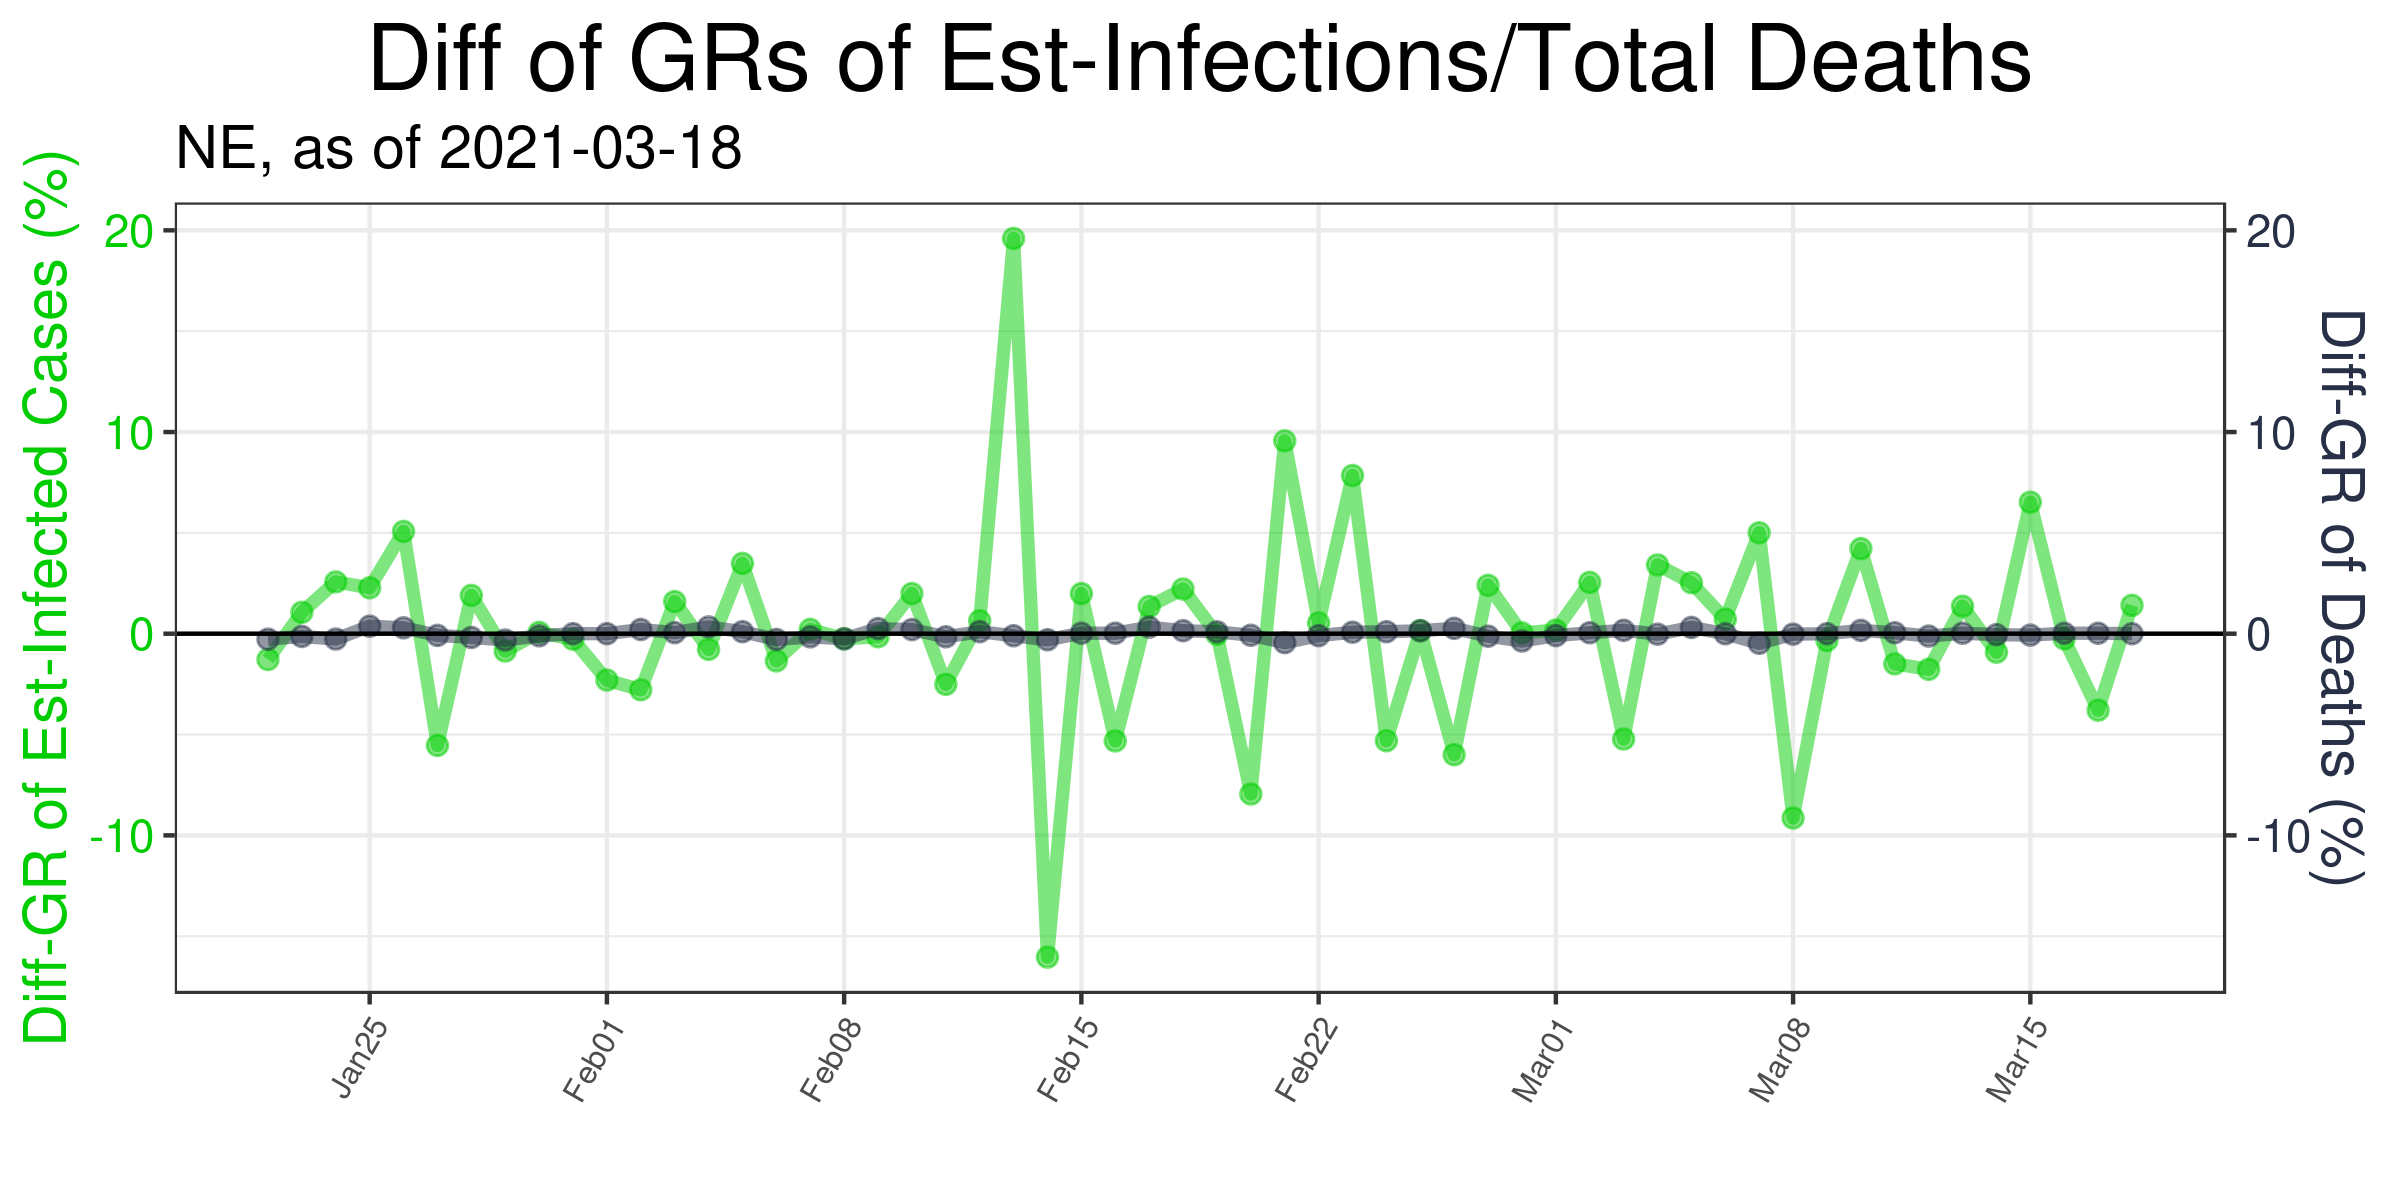 Diff of GRs of Est-Infections/Total Deaths
NE, as of 2021-03-18
Diff-GR of Est-Infected Cases (%)
20
10
0
-10
20
10
0
-10
Diff-GR of Deaths (%)
Jan25
Feb01
Feb08
Feb15
Feb22
Mar01
Mar08
Mar15